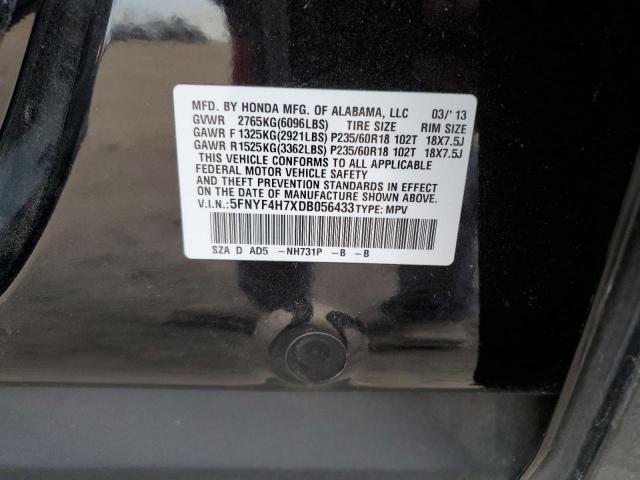 MFD. BY HONDA MFG. OF ALABAMA, LLC 03/'13
GVWR 2765KG(6096LBS) TIRE SIZE RIM SIZE
GAWR F 1325KG(2921LBS) P235/60R18 102T 18X7.5J
GAWR R1525KG(3362LBS) P235/60R18 102T 18X7.5J
THIS VEHICLE CONFORMS TO ALL APPLICABLE
FEDERAL MOTOR VEHICLE SAFETY
AND THEFT PREVENTION STANDARDS IN EFFECT
ON THE DATE OF MANUFACTURE SHOWN ABOVE.
V.I.N.:5FNYF4H7XDB056433TYPE: MPV
SZA D AD5 -NH731P -B -B